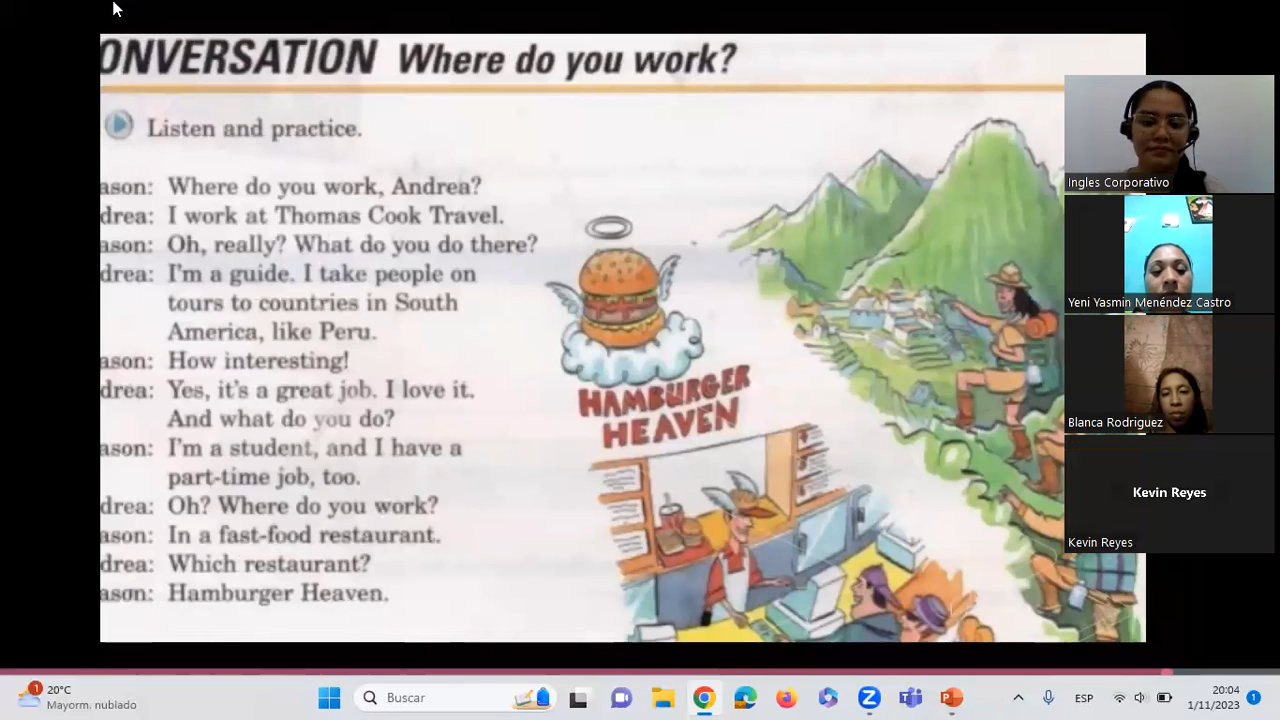 ONVERSATION Where do you work?
Listen and practice.
ason: Where do you work, Andrea?
drea: I work at Thomas Cook Travel.
ason: Oh, really? What do you do there?
drea: I'm a guide. I take people on
tours to countries in South
America, like Peru.
ason: How interesting!
drea: Yes, it's a great job. I love it.
And what do you do?
ason: I'm a student, and I have a
part-time job, too.
drea: Oh? Where do you work?
ason: In a fast-food restaurant.
drea: Which restaurant?
ason: Hamburger Heaven.
HAMBURGER
HEAVEN
Ingles Corporativo
Yeni Yasmin Menéndez Castro
Blanca Rodriguez
Kevin Reyes
Kevin Reyes
1
20°C
Mayorm. nublado
Buscar
ESP
20:04
1/11/2023
1